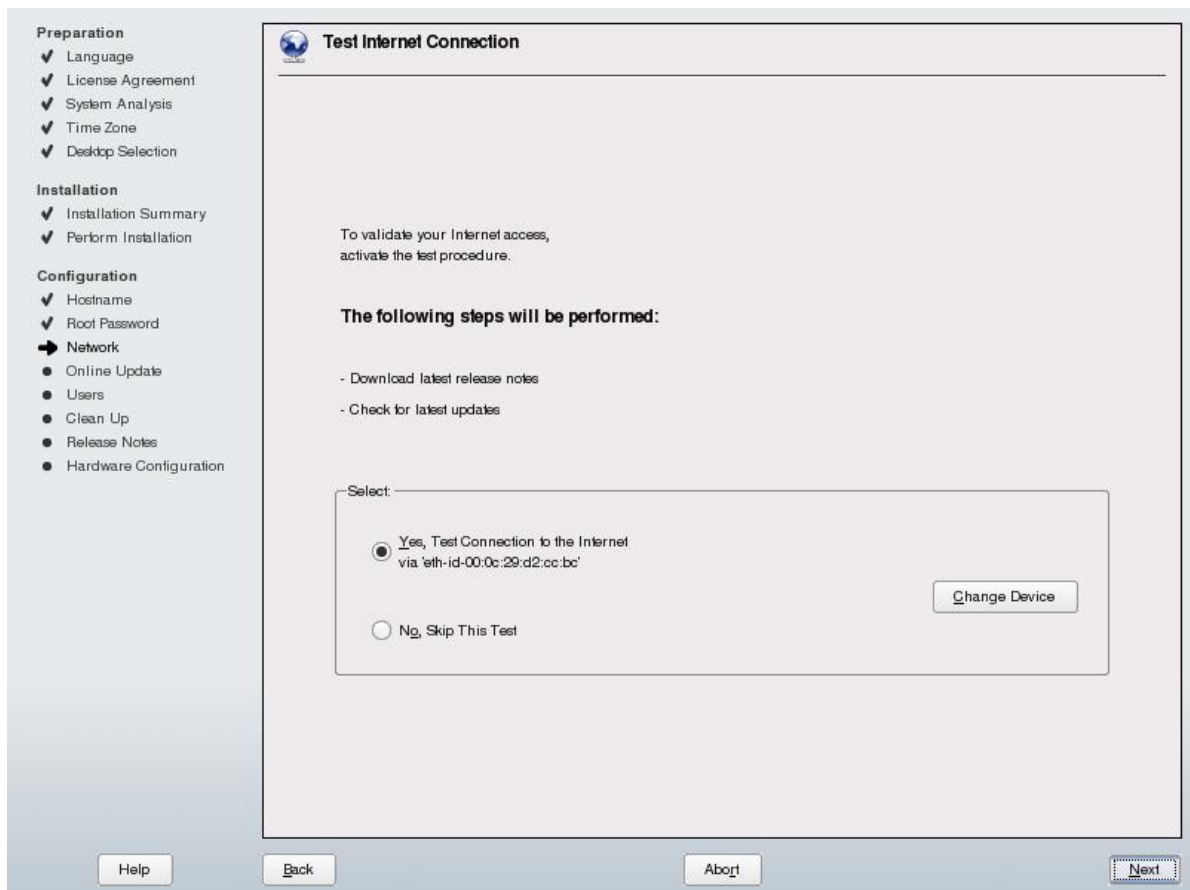 Preparation
Language
License Agreement
System Analysis
Time Zone
Desktop Selection
Installation
Installation Summary
Perform Installation
Configuration
Hostname
Root Password
Network
Online Update
Users
Clean Up
Release Notes
Hardware Configuration
Test Internet Connection
To validate your Internet access,
activate the test procedure.
The following steps will be performed:
- Download latest release notes
- Check for latest updates
Select:
Yes, Test Connection to the Internet
via 'eth-id-00:0c:29:d2:cc:bc'
Change Device
No, Skip This Test
Help
Back
Abort
Next